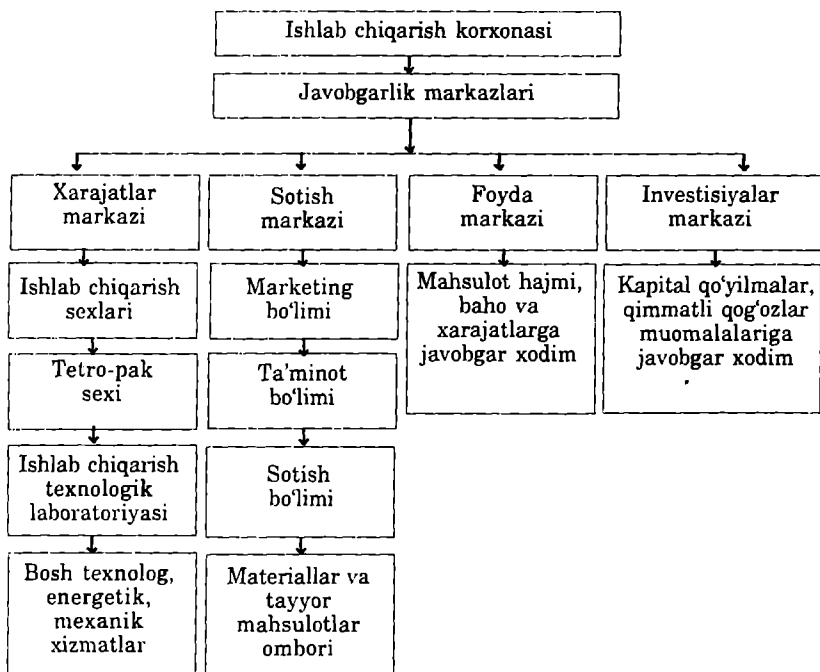 Ishlab chiqarish korxonasi
Javobgarlik markazlari
Xarajatlar
markazi
Ishlab chiqarish
sexlari
Tetro-pak
sexi
Ishlab chiqarish
texnologik
laboratoriyasi
Bosh texnolog,
energetik,
mexanik
xizmatlar
Sotish
markazi
Marketing
bo‘limi
Ta’minot
bo‘limi
Sotish
bo‘limi
Materiallar va
tayyor
mahsulotlar
ombori
Foyda
markazi
Mahsulot hajmi,
baho va
xarajatlarga
javobgar xodim
Investisiyalar
markazi
Kapital qo‘yilmalar,
qimmatli qog‘ozlar
muomalalariga
javobgar xodim